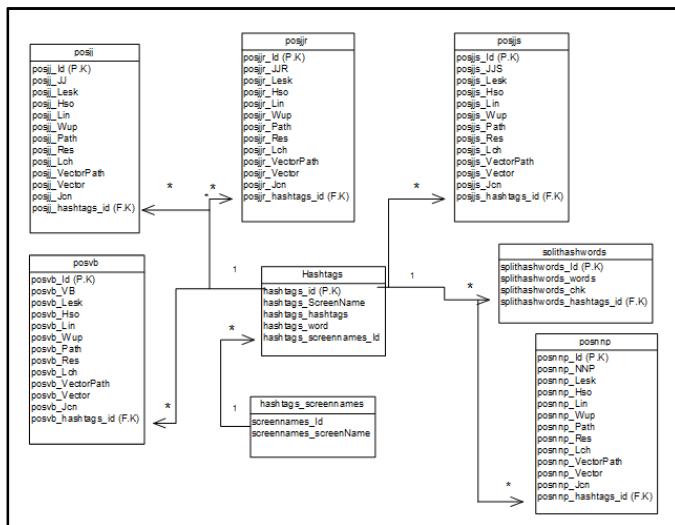 posjj
posjj_Id (P.K)
posjj_JJ
posjj_Lesk
posjj_Hso
posjj_Lin
posjj_Wup
posjj_Path
posjj_Res
posjj_Lch
posjj_VectorPath
posjj_Vector
posjj_Jcn
posjj_hashtags_id (F.K)
posjjr
posjjr_Id (P.K)
posjjr_JJR
posjjr_Lesk
posjjr_Hso
posjjr_Lin
posjjr_Wup
posjjr_Path
posjjr_Res
posjjr_Lch
posjjr_VectorPath
posjjr_Vector
posjjr_Jcn
posjjr_hashtags_id (F.K)
posjjs
posjjs_Id (P.K)
posjjs_JJS
posjjs_Lesk
posjjs_Hso
posjjs_Lin
posjjs_Wup
posjjs_Path
posjjs_Res
posjjs_Lch
posjjs_VectorPath
posjjs_Vector
posjjs_Jcn
posjjs_hashtags_id (F.K)
* * *
*
posvb
posvb_Id (P.K)
posvb_VB
posvb_Lesk
posvb_Hso
posvb_Lin
posvb_Wup
posvb_Path
posvb_Res
posvb_Lch
posvb_VectorPath
posvb_Vector
posvb_Jcn
posvb_hashtags_id (F.K)
*
1
Hashtags
hashtags_id (P.K)
hashtags_ScreenName
hashtags_hashtags
hashtags_word
hashtags_screennames_Id
1
*
*
1
hashtags_screennames
screennames_Id
screennames_screenName
splithashwords
splithashwords_Id (P.K)
splithashwords_words
splithashwords_chk
splithashwords_hashtags_id (F.K)
posnnp
posnnp_Id (P.K)
posnnp_NNP
posnnp_Lesk
posnnp_Hso
posnnp_Lin
posnnp_Wup
posnnp_Path
posnnp_Res
posnnp_Lch
posnnp_VectorPath
posnnp_Vector
posnnp_Jcn
posnnp_hashtags_id (F.K)
*